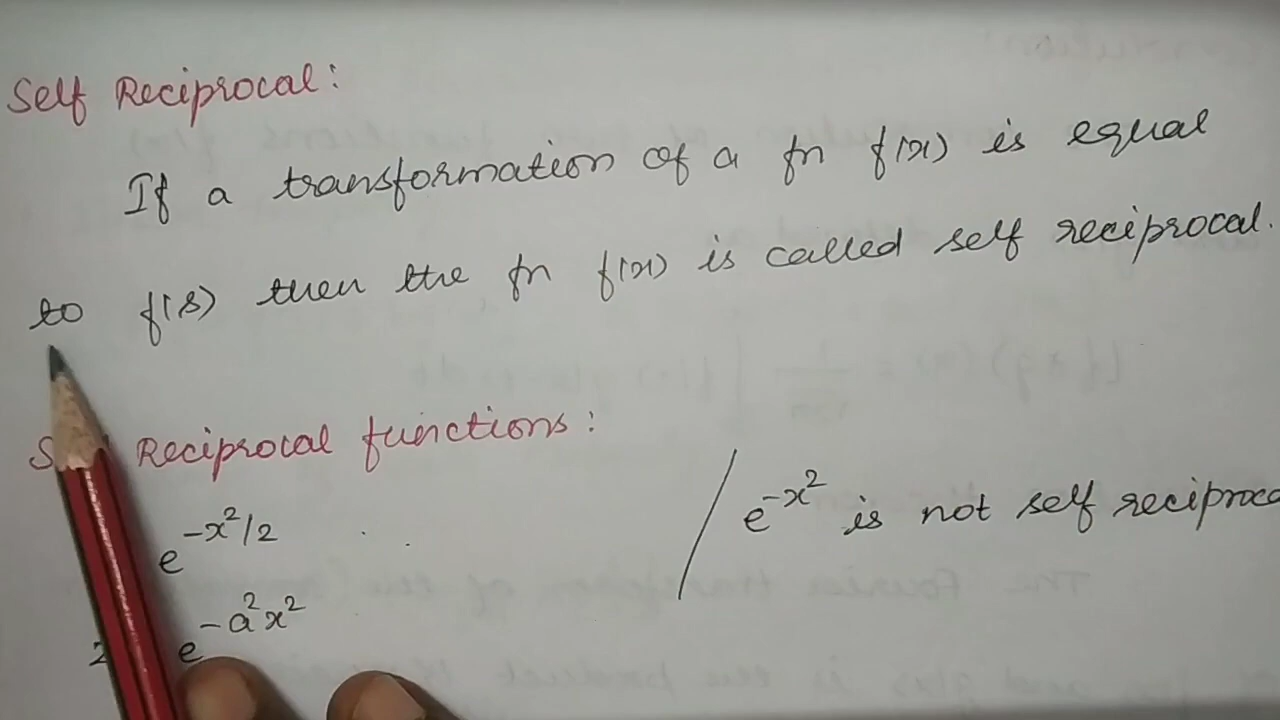 Self Reciprocal:
If a transformation of a fn f(x) is equal
to f(s) then the fn f(x) is called self reciprocal.
Reciprocal functions:
e^{-x²/2}
e^{-a²x²}
/ e^{-x²} is not self reciproca